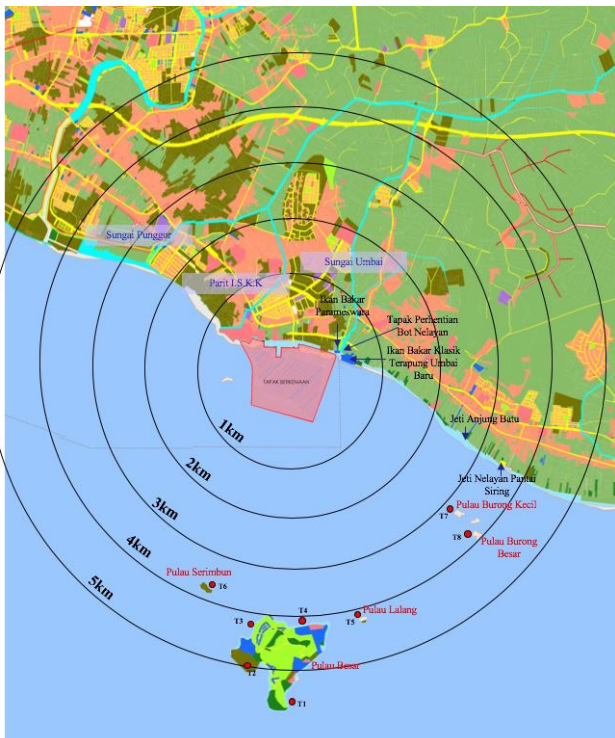 Sungai Punggur
Sungai Umbai
Parit I.S.K.K
Ikan Bakar
Parameswara
Tapak Perhentian
Bot Nelayan
Ikan Bakar Klasik
Terapung Umbai
Baru
TAPAK BERKENAAN
1km
Jeti Anjung Batu
2km
Jeti Nelayan Pantai
Siring
3km
Pulau Burong Kecil
T7
T8
Pulau Burong
Besar
4km
Pulau Serimbun
T6
5km
T3
T4
T5
Pulau Lalang
T2
Pulau Besar
T1